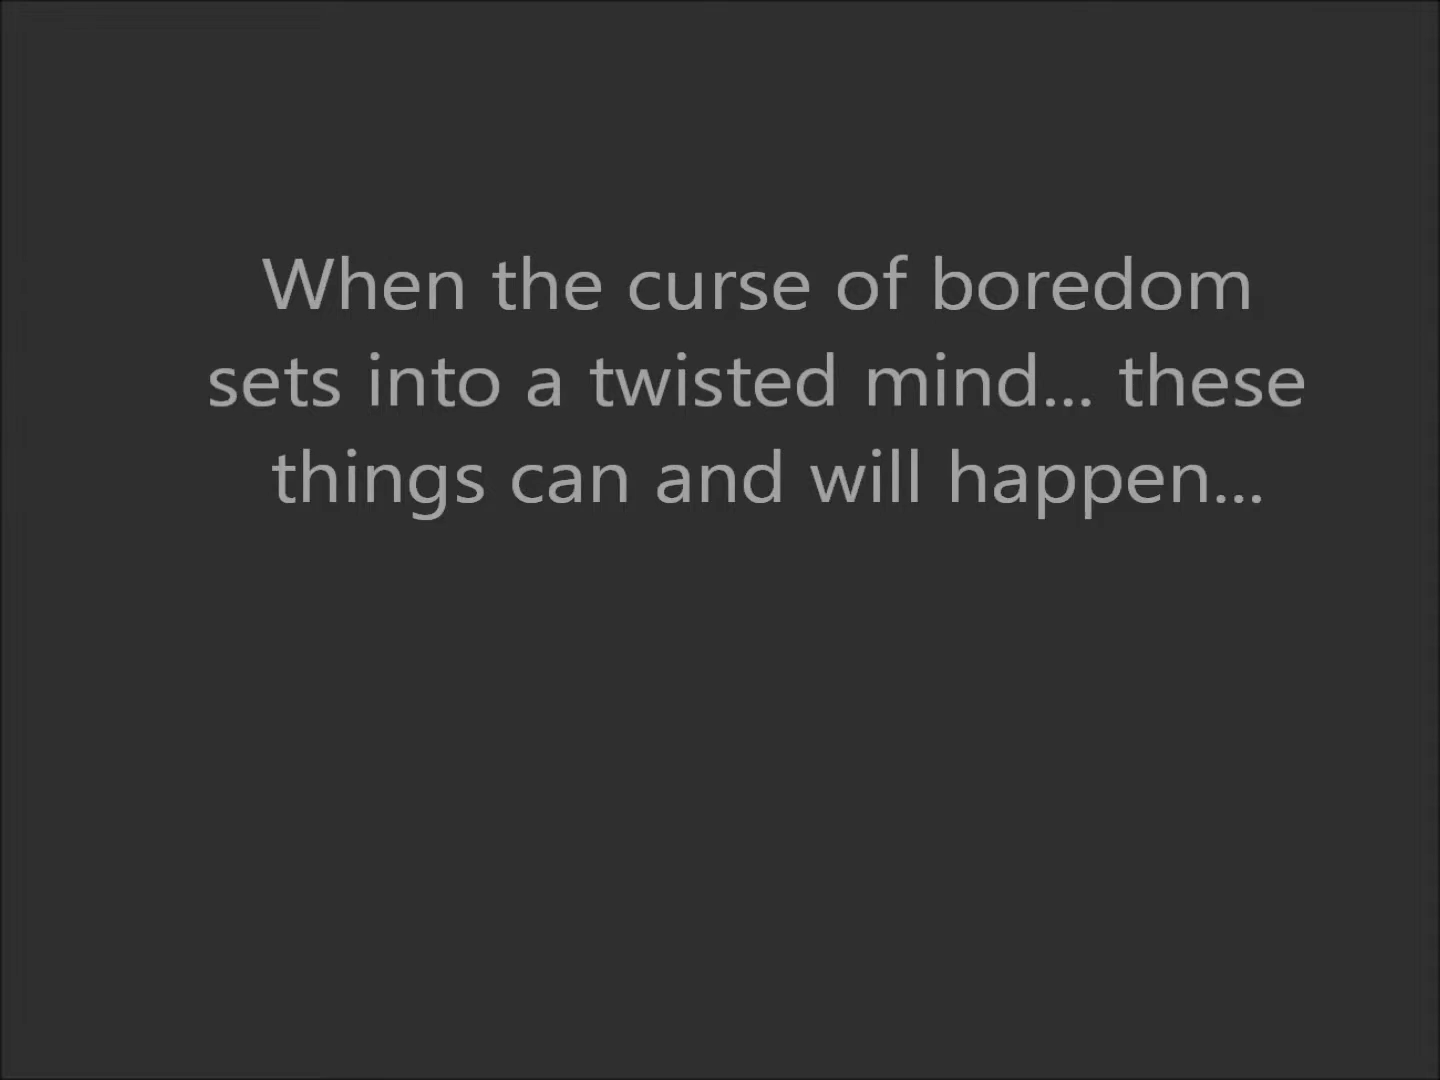 When the curse of boredom
sets into a twisted mind... these
things can and will happen...